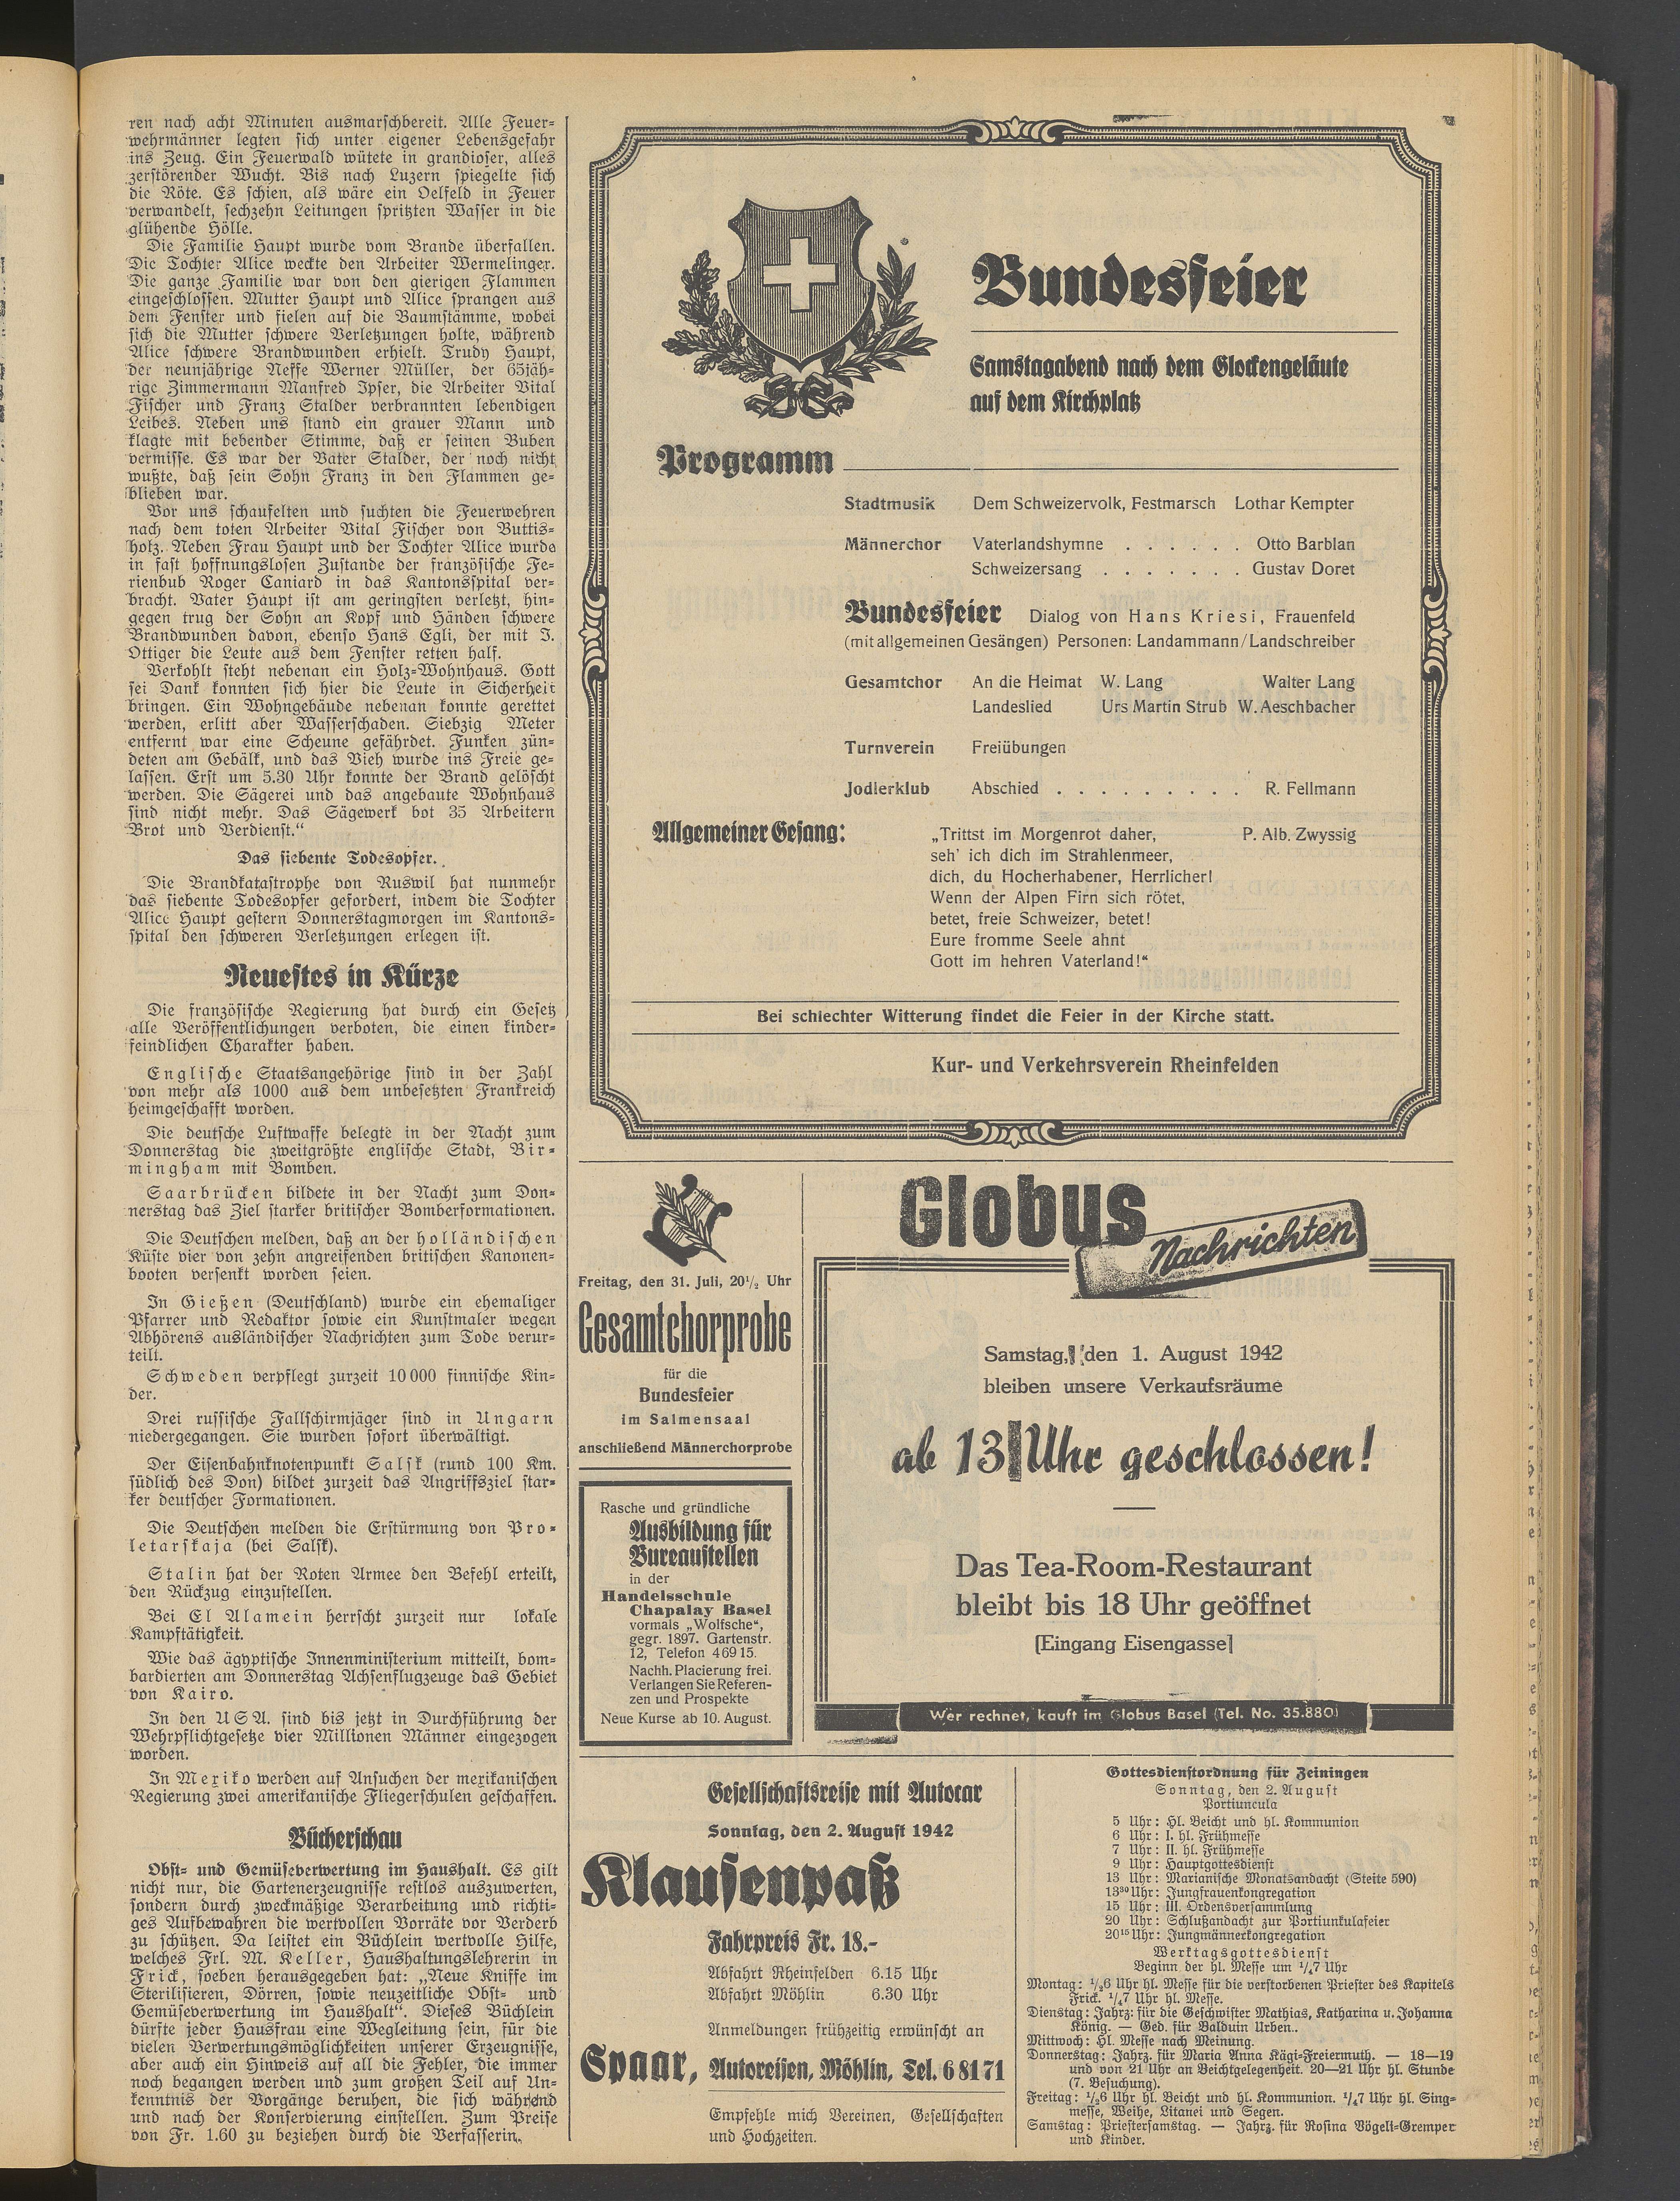 ren nach acht Minuten ausmarschbereit. Alle Feuer-
wehrmänner legten sich unter eigener Lebensgefahr
ins Zeug. Ein Feuerwald wütete in grandioser, alles
zerstörender Wucht. Bis nach Luzern spiegelte sich
die Röte. Es schien, als wäre ein Oelfeld in Feuer
verwandelt, sechzehn Leitungen spritzten Wasser in die
glühende Hölle.
Die Familie Haupt wurde vom Brande überfallen.
Die Tochter Alice weckte den Arbeiter Wermelinger.
Die ganze Familie war von den gierigen Flammen
eingeschlossen. Mutter Haupt und Alice sprangen aus
dem Fenster und fielen auf die Baumstämme, wobei
sich die Mutter schwere Verletzungen holte, während
Alice schwere Brandwunden erhielt. Trudy Haupt,
der neunjährige Neffe Werner Müller, der 65jäh-
rige Zimmermann Manfred Ipser, die Arbeiter Vital
Fischer und Franz Stalder verbrannten lebendigen
Leibes. Neben uns stand ein grauer Mann und
klagte mit bebender Stimme, daß er seinen Buben
vermisse. Es war der Vater Stalder, der noch nicht
wußte, daß sein Sohn Franz in den Flammen ge-
blieben war.
Vor uns schaufelten und suchten die Feuerwehren
nach dem toten Arbeiter Vital Fischer von Buttis-
holz. Neben Frau Haupt und der Tochter Alice wurde
in fast hoffnungslosen Zustande der französische Fe-
rienbub Roger Caniard in das Kantonsspital ver-
bracht. Vater Haupt ist am geringsten verletzt, hin-
gegen trug der Sohn an Kopf und Händen schwere
Brandwunden davon, ebenso Hans Egli, der mit J.
Ottiger die Leute aus dem Fenster retten half.
Verkohlt steht nebenan ein Holz-Wohnhaus. Gott
sei Dank konnten sich hier die Leute in Sicherheit
bringen. Ein Wohngebäude nebenan konnte gerettet
werden, erlitt aber Wasserschaden. Siebzig Meter
entfernt war eine Scheune gefährdet. Funken zün-
deten am Gebälk, und das Vieh wurde ins Freie ge-
lassen. Erst um 5.30 Uhr konnte der Brand gelöscht
werden. Die Sägerei und das angebaute Wohnhaus
sind nicht mehr. Das Sägewerk bot 35 Arbeitern
Brot und Verdienst.“
Das siebente Todesopfer.
Die Brandkatastrophe von Ruswil hat nunmehr
das siebente Todesopfer gefordert, indem die Tochter
Alice Haupt gestern Donnerstagmorgen im Kantons-
spital den schweren Verletzungen erlegen ist.
Neuestes in Kürze
Die französische Regierung hat durch ein Gesetz
alle Veröffentlichungen verboten, die einen kinder-
feindlichen Charakter haben.
Englische Staatsangehörige sind in der Zahl
von mehr als 1000 aus dem unbesetzten Frankreich
heimgeschafft worden.
Die deutsche Luftwaffe belegte in der Nacht zum
Donnerstag die zweitgrößte englische Stadt, Bir-
mingham mit Bomben.
Saarbrücken bildete in der Nacht zum Don-
nerstag das Ziel starker britischer Bomberformationen.
Die Deutschen melden, daß an der holländischen
Küste vier von zehn angreifenden britischen Kanonen-
booten versenkt worden seien.
In Gießen (Deutschland) wurde ein ehemaliger
Pfarrer und Redaktor sowie ein Kunstmaler wegen
Abhörens ausländischer Nachrichten zum Tode verur-
teilt.
Schweden verpflegt zurzeit 10 000 finnische Kin-
der.
Drei russische Fallschirmjäger sind in Ungarn
niedergegangen. Sie wurden sofort überwältigt.
Der Eisenbahnknotenpunkt Salsk (rund 100 Km.
südlich des Don) bildet zurzeit das Angriffsziel star-
ker deutscher Formationen.
Die Deutschen melden die Erstürmung von Pro-
letarskaja (bei Salsk).
Stalin hat der Roten Armee den Befehl erteilt,
den Rückzug einzustellen.
Bei El Alamein herrscht zurzeit nur lokale
Kampftätigkeit.
Wie das ägyptische Innenministerium mitteilt, bom-
bardierten am Donnerstag Achsenflugzeuge das Gebiet
von Kairo.
In den USA. sind bis jetzt in Durchführung der
Wehrpflichtgesetze vier Millionen Männer eingezogen
worden.
In Mexiko werden auf Ansuchen der mexikanischen
Regierung zwei amerikanische Fliegerschulen geschaffen.
Bücherschau
Obst- und Gemüseverwertung im Haushalt. Es gilt
nicht nur, die Gartenerzeugnisse restlos auszuwerten,
sondern durch zweckmäßige Verarbeitung und richti-
ges Aufbewahren die wertvollen Vorräte vor Verderb
zu schützen. Da leistet ein Büchlein wertvolle Hilfe,
welches Frl. M. Keller, Haushaltungslehrerin in
Frick, soeben herausgegeben hat: „Neue Kniffe im
Sterilisieren, Dörren, sowie neuzeitliche Obst- und
Gemüseverwertung im Haushalt“. Dieses Büchlein
dürfte jeder Hausfrau eine Wegleitung sein, für die
vielen Verwertungsmöglichkeiten unserer Erzeugnisse,
aber auch ein Hinweis auf all die Fehler, die immer
noch begangen werden und zum großen Teil auf Un-
kenntnis der Vorgänge beruhen, die sich während
und nach der Konservierung einstellen. Zum Preise
von Fr. 1.60 zu beziehen durch die Verfasserin.
Bundesfeier
Samstagabend nach dem Glockengeläute
auf dem Kirchplatz
Programm
Stadtmusik Dem Schweizervolk, Festmarsch Lothar Kempter
Männerchor Vaterlandshymne . . . . . . Otto Barblan
Schweizersang . . . . . . . Gustav Doret
Bundesfeier Dialog von Hans Kriesi, Frauenfeld
(mit allgemeinen Gesängen) Personen: Landammann/Landschreiber
Gesamtchor An die Heimat W. Lang Walter Lang
Landeslied Urs Martin Strub W. Aeschbacher
Turnverein Freiübungen
Jodlerklub Abschied . . . . . . . . . R. Fellmann
Allgemeiner Gesang: „Trittst im Morgenrot daher, P. Alb. Zwyssig
seh' ich dich im Strahlenmeer,
dich, du Hocherhabener, Herrlicher!
Wenn der Alpen Firn sich rötet,
betet, freie Schweizer, betet!
Eure fromme Seele ahnt
Gott im hehren Vaterland!“
Bei schlechter Witterung findet die Feier in der Kirche statt.
Kur- und Verkehrsverein Rheinfelden
Freitag, den 31. Juli, 20½ Uhr
Gesamtchorprobe
für die
Bundesfeier
im Salmensaal
anschließend Männerchorprobe
Rasche und gründliche
Ausbildung für
Bureaustellen
in der
Handelsschule
Chapalay Basel
vormals „Wolfsche“,
gegr. 1897. Gartenstr.
12, Telefon 46915.
Nachh. Placierung frei.
Verlangen Sie Referen-
zen und Prospekte
Neue Kurse ab 10. August.
Globus
Nachrichten
Samstag, den 1. August 1942
bleiben unsere Verkaufsräume
ab 13 Uhr geschlossen!
Das Tea-Room-Restaurant
bleibt bis 18 Uhr geöffnet
[Eingang Eisengasse]
Wer rechnet, kauft im Globus Basel (Tel. No. 35.880)
Gesellschaftsreise mit Autocar
Sonntag, den 2. August 1942
Klausenpaß
Fahrpreis Fr. 18.-
Abfahrt Rheinfelden 6.15 Uhr
Abfahrt Möhlin 6.30 Uhr
Anmeldungen frühzeitig erwünscht an
Spaar, Autoreisen, Möhlin, Tel. 6 81 71
Empfehle mich Vereinen, Gesellschaften
und Hochzeiten.
Gottesdienstordnung für Zeiningen
Sonntag, den 2. August
Portiuncula
5 Uhr: Hl. Beicht und hl. Kommunion
6 Uhr: I. hl. Frühmesse
7 Uhr: II. hl. Frühmesse
9 Uhr: Hauptgottesdienst
13 Uhr: Marianische Monatsandacht (Steite 590)
13³⁰ Uhr: Jungfrauenkongregation
15 Uhr: III. Ordensversammlung
20 Uhr: Schlußandacht zur Portiunkulafeier
20¹⁵ Uhr: Jungmännerkongregation
Werktagsgottesdienst
Beginn der hl. Messe um ¼7 Uhr
Montag: ½6 Uhr hl. Messe für die verstorbenen Priester des Kapitels
Frick. ¼7 Uhr hl. Messe.
Dienstag: Jahrz. für die Geschwister Mathias, Katharina u. Johanna
König. — Ged. für Balduin Urben..
Mittwoch: Hl. Messe nach Meinung.
Donnerstag: Jahrz. für Maria Anna Kägi-Freiermuth. — 18—19
und von 21 Uhr an Beichtgelegenheit. 20—21 Uhr hl. Stunde
(7. Besuchung).
Freitag: ½6 Uhr hl. Beicht und hl. Kommunion. ¼7 Uhr hl. Sing-
messe, Weihe, Litanei und Segen.
Samstag: Priestersamstag. — Jahrz. für Rosina Vögeli-Gremper
und Kinder.